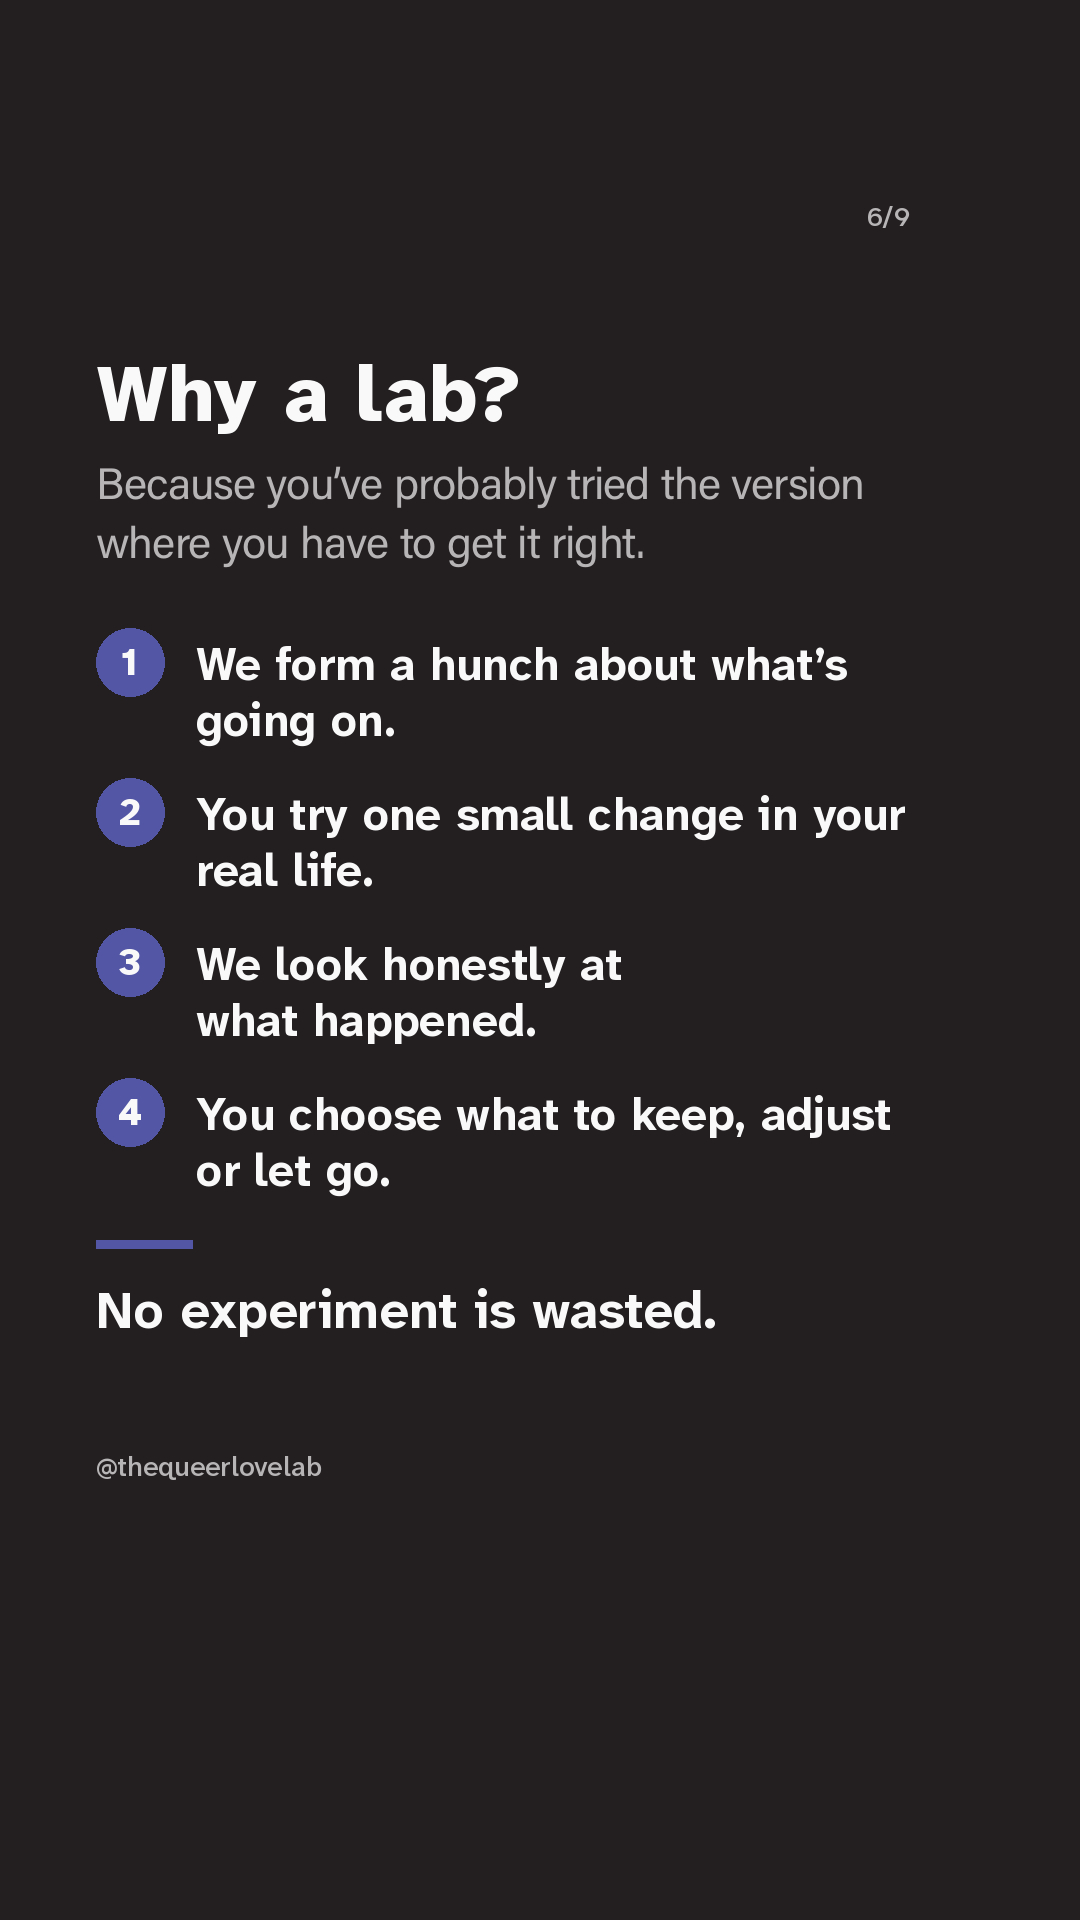 6/9
Why a lab?
Because you’ve probably tried the version
where you have to get it right.
1 We form a hunch about what’s
going on.
2 You try one small change in your
real life.
3 We look honestly at
what happened.
4 You choose what to keep, adjust
or let go.
No experiment is wasted.
@thequeerlovelab